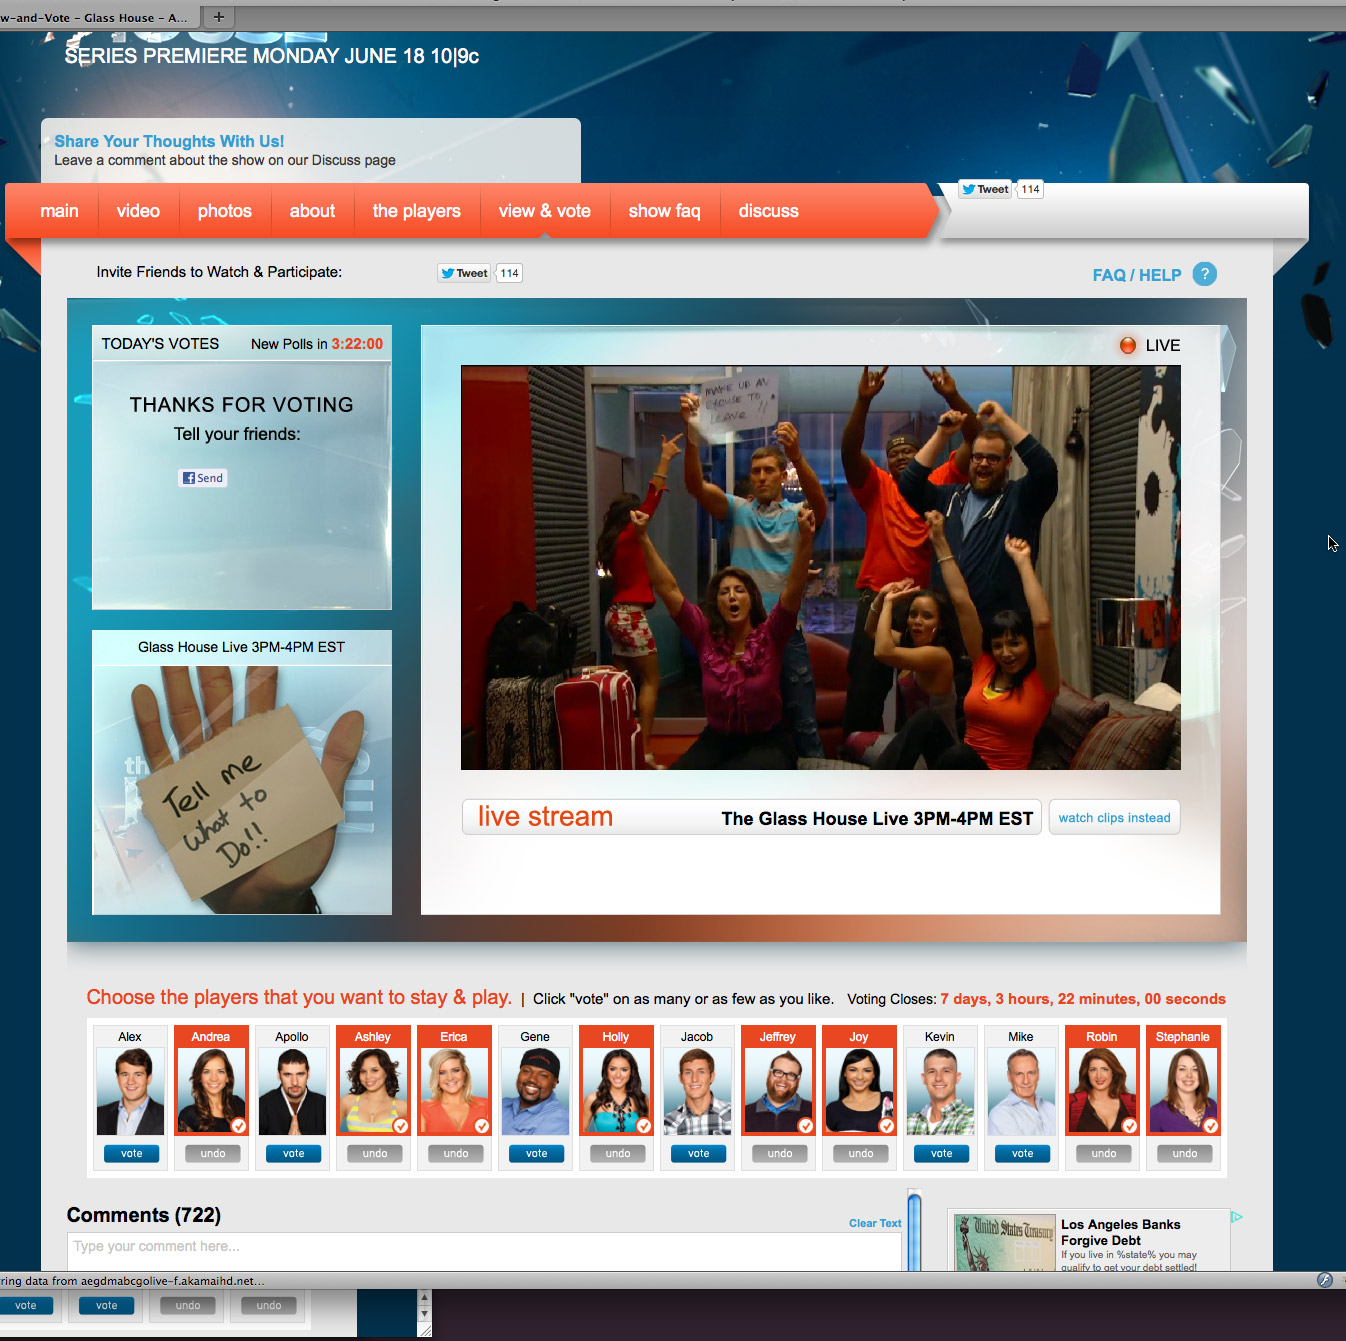 w-and-Vote - Glass House - A...
SERIES PREMIERE MONDAY JUNE 18 10|9c
Share Your Thoughts With Us!
Leave a comment about the show on our Discuss page
main video photos about the players view & vote show faq discuss
Tweet 114
Invite Friends to Watch & Participate: Tweet 114 FAQ / HELP ?
TODAY'S VOTES New Polls in 3:22:00
THANKS FOR VOTING
Tell your friends:
Send
LIVE
MAKE UP AN
EXCUSE TO
LEAVE !!
Glass House Live 3PM-4PM EST
Tell me
what to
Do!!
live stream The Glass House Live 3PM-4PM EST watch clips instead
Choose the players that you want to stay & play. | Click "vote" on as many or as few as you like. Voting Closes: 7 days, 3 hours, 22 minutes, 00 seconds
Alex Andrea Apollo Ashley Erica Gene Holly Jacob Jeffrey Joy Kevin Mike Robin Stephanie
vote undo vote undo undo vote undo vote undo undo vote vote undo undo
Comments (722)
Clear Text
Type your comment here...
United States Treasury
Los Angeles Banks
Forgive Debt
If you live in %state% you may
qualify to get your debt settled!
ring data from aegdmabcgolive-f.akamaihd.net...
vote vote undo undo